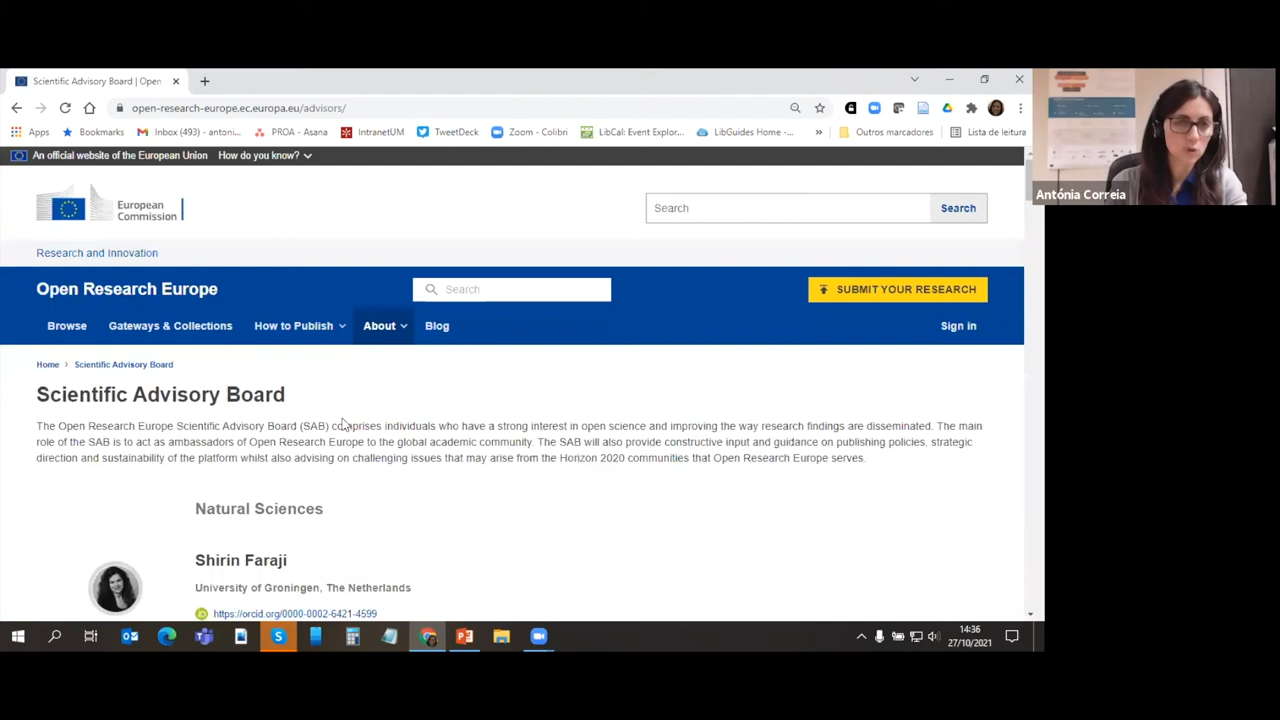 Scientific Advisory Board | Open
open-research-europe.ec.europa.eu/advisors/
Apps
Bookmarks
Inbox (493) - antoni...
PROA - Asana
IntranetUM
TweetDeck
Zoom - Colibri
LibCal: Event Explor...
LibGuides Home -...
»
Outros marcadores
Lista de leitura
An official website of the European Union How do you know?
European
Commission
Search
Search
Research and Innovation
Open Research Europe
Search
SUBMIT YOUR RESEARCH
Browse
Gateways & Collections
How to Publish
About
Blog
Sign in
Home › Scientific Advisory Board
Scientific Advisory Board
The Open Research Europe Scientific Advisory Board (SAB) comprises individuals who have a strong interest in open science and improving the way research findings are disseminated. The main
role of the SAB is to act as ambassadors of Open Research Europe to the global academic community. The SAB will also provide constructive input and guidance on publishing policies, strategic
direction and sustainability of the platform whilst also advising on challenging issues that may arise from the Horizon 2020 communities that Open Research Europe serves.
Natural Sciences
Shirin Faraji
University of Groningen, The Netherlands
https://orcid.org/0000-0002-6421-4599
Antónia Correia
14:36
27/10/2021